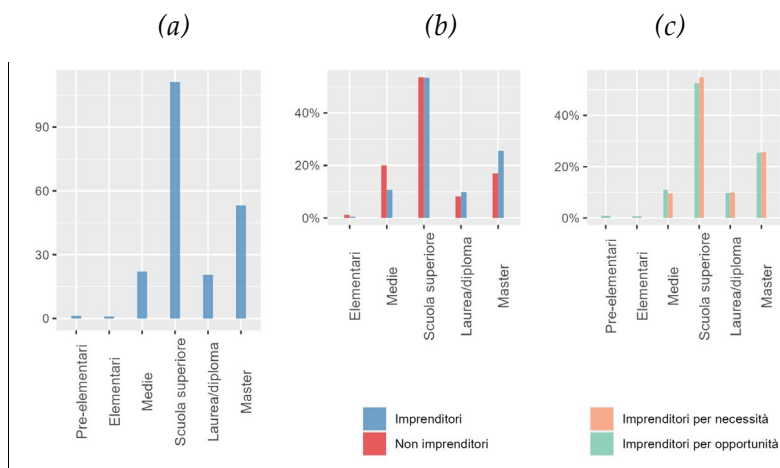 (a)
(b)
(c)
90
60
30
0
Pre-elementari
Elementari
Medie
Scuola superiore
Laurea/diploma
Master
40%
20%
0%
Elementari
Medie
Scuola superiore
Laurea/diploma
Master
40%
20%
0%
Pre-elementari
Elementari
Medie
Scuola superiore
Laurea/diploma
Master
Imprenditori
Non imprenditori
Imprenditori per necessità
Imprenditori per opportunità